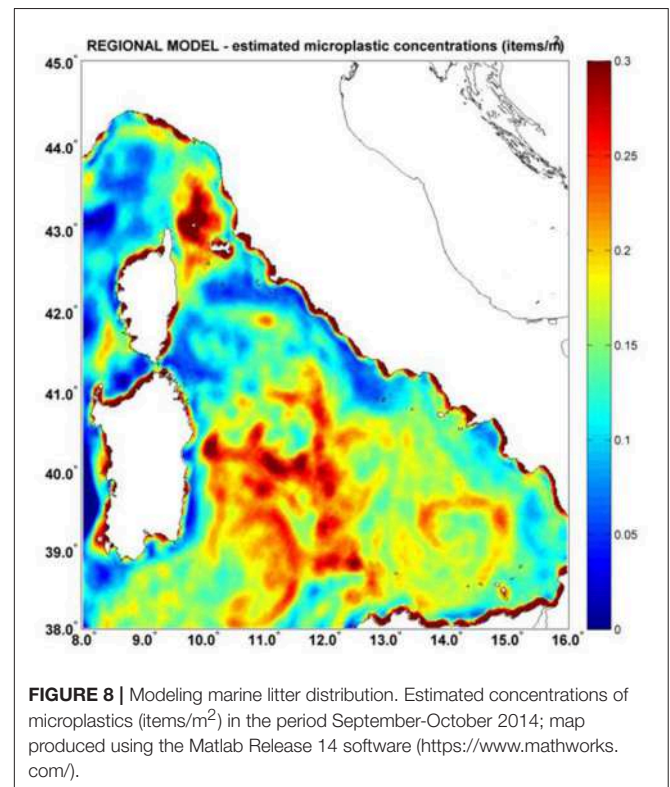 REGIONAL MODEL - estimated microplastic concentrations (items/m²)
45.0°
44.0°
43.0°
42.0°
41.0°
40.0°
39.0°
38.0°
8.0° 9.0° 10.0° 11.0° 12.0° 13.0° 14.0° 15.0° 16.0°
0.3
0.25
0.2
0.15
0.1
0.05
0
FIGURE 8 | Modeling marine litter distribution. Estimated concentrations of
microplastics (items/m²) in the period September-October 2014; map
produced using the Matlab Release 14 software (https://www.mathworks.
com/).